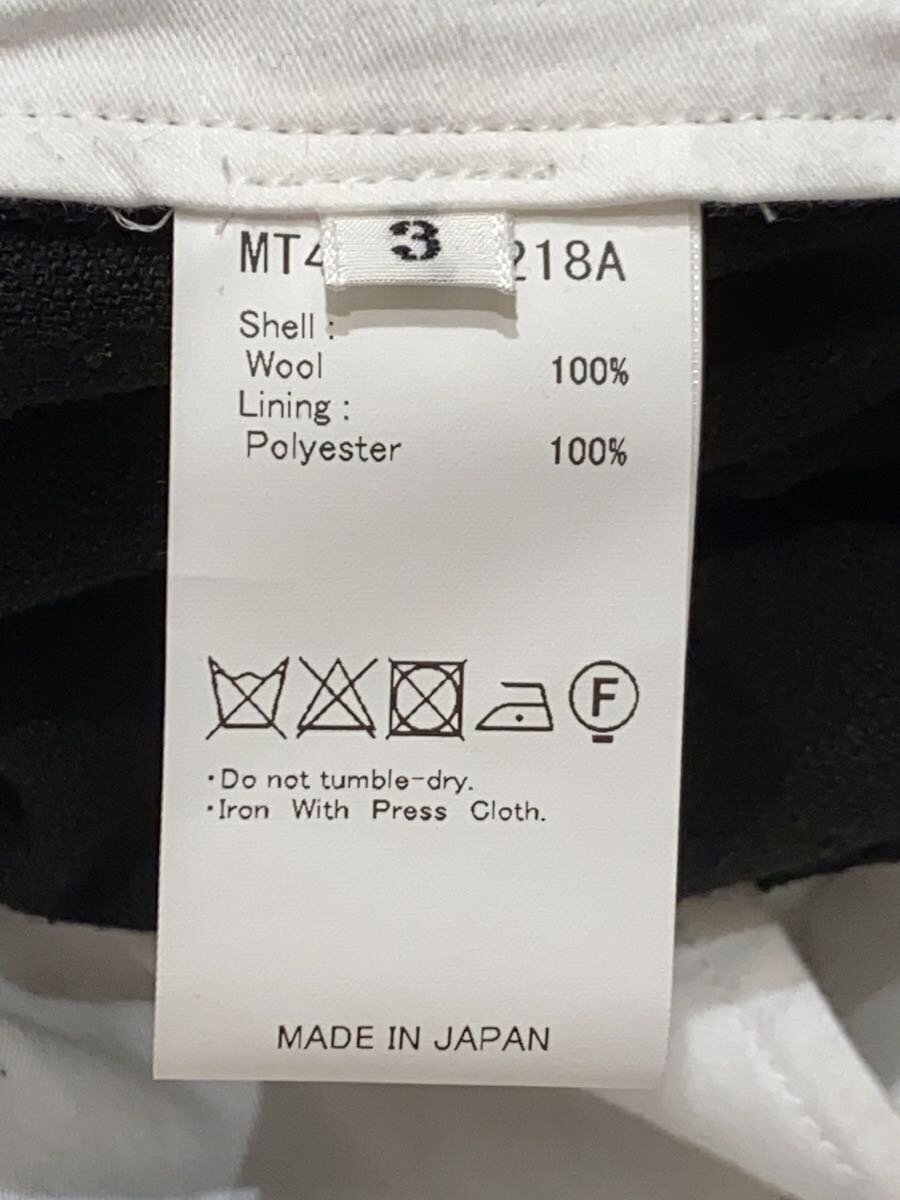 3
MT4 218A
Shell :
Wool 100%
Lining :
Polyester 100%
F
·Do not tumble-dry.
·Iron With Press Cloth.
MADE IN JAPAN